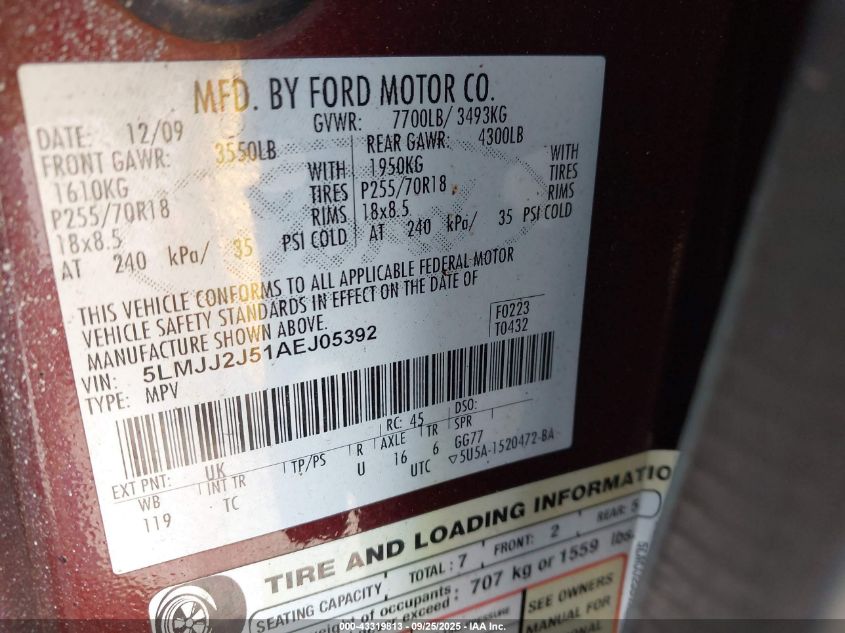 MFD. BY FORD MOTOR CO.
DATE: 12/09 GVWR: 7700LB/ 3493KG
FRONT GAWR: 3550LB REAR GAWR: 4300LB
1610KG WITH 1950KG WITH
P255/70R18 TIRES P255/70R18 TIRES
18x8.5 RIMS 18x8.5 RIMS
AT 240 kPa/ 35 PSI COLD AT 240 kPa/ 35 PSI COLD
THIS VEHICLE CONFORMS TO ALL APPLICABLE FEDERAL MOTOR
VEHICLE SAFETY STANDARDS IN EFFECT ON THE DATE OF
MANUFACTURE SHOWN ABOVE.
F0223
T0432
VIN: 5LMJJ2J51AEJ05392
TYPE: MPV
EXT PNT: UK RC: 45 DSO:
WB INT TR TP/PS R AXLE TR SPR
119 TC U 16 6 GG77
UTC ▽5U5A-1520472-BA
TIRE AND LOADING INFORMATIO
SEATING CAPACITY TOTAL: 7 FRONT: 2 REAR: 5
weight of occupants
exceed: 707 kg or 1559 lbs.
SEE OWNERS
MANUAL FOR
ADDITIONAL
000-43319813 - 09/25/2025 - IAA Inc.